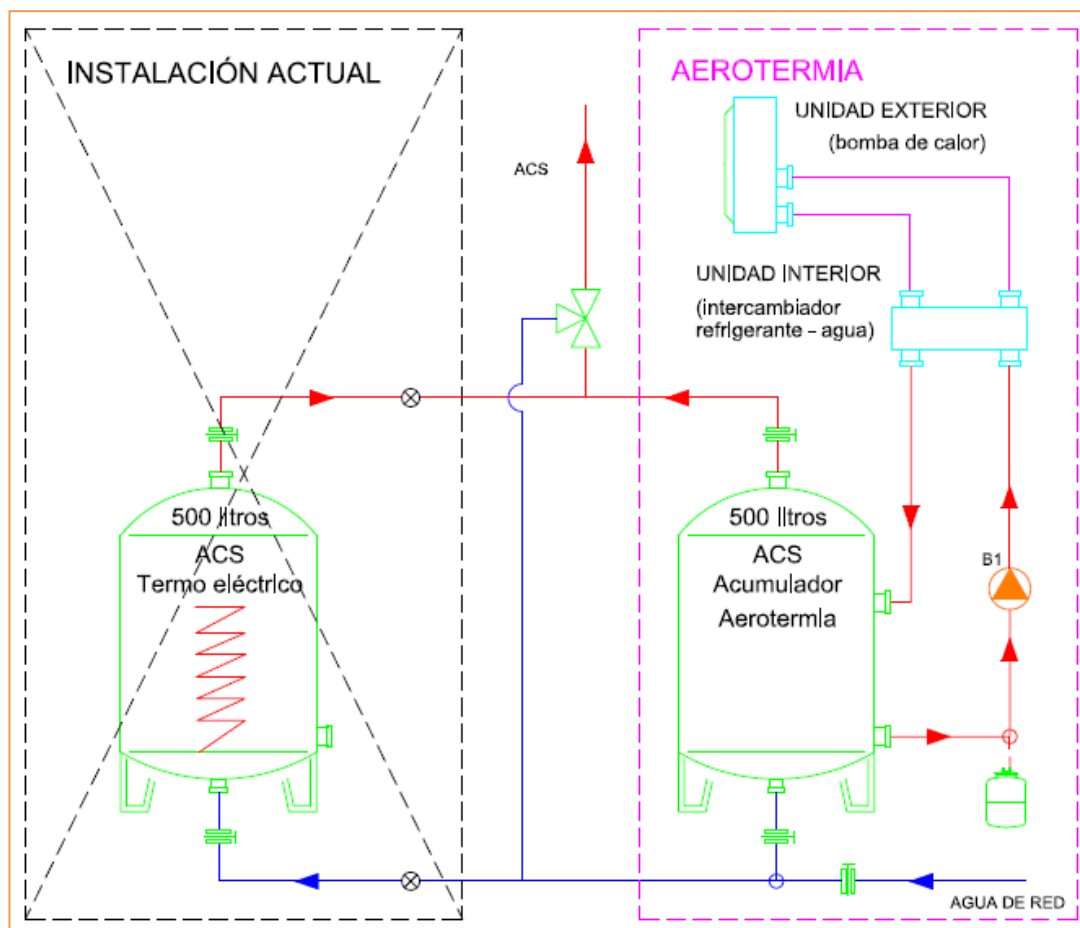 INSTALACIÓN ACTUAL
AEROTERMIA
UNIDAD EXTERIOR
(bomba de calor)
ACS
UNIDAD INTERIOR
(intercambiador
refrigerante - agua)
500 litros
ACS
Termo eléctrico
500 litros
ACS
Acumulador
Aerotermia
B1
AGUA DE RED